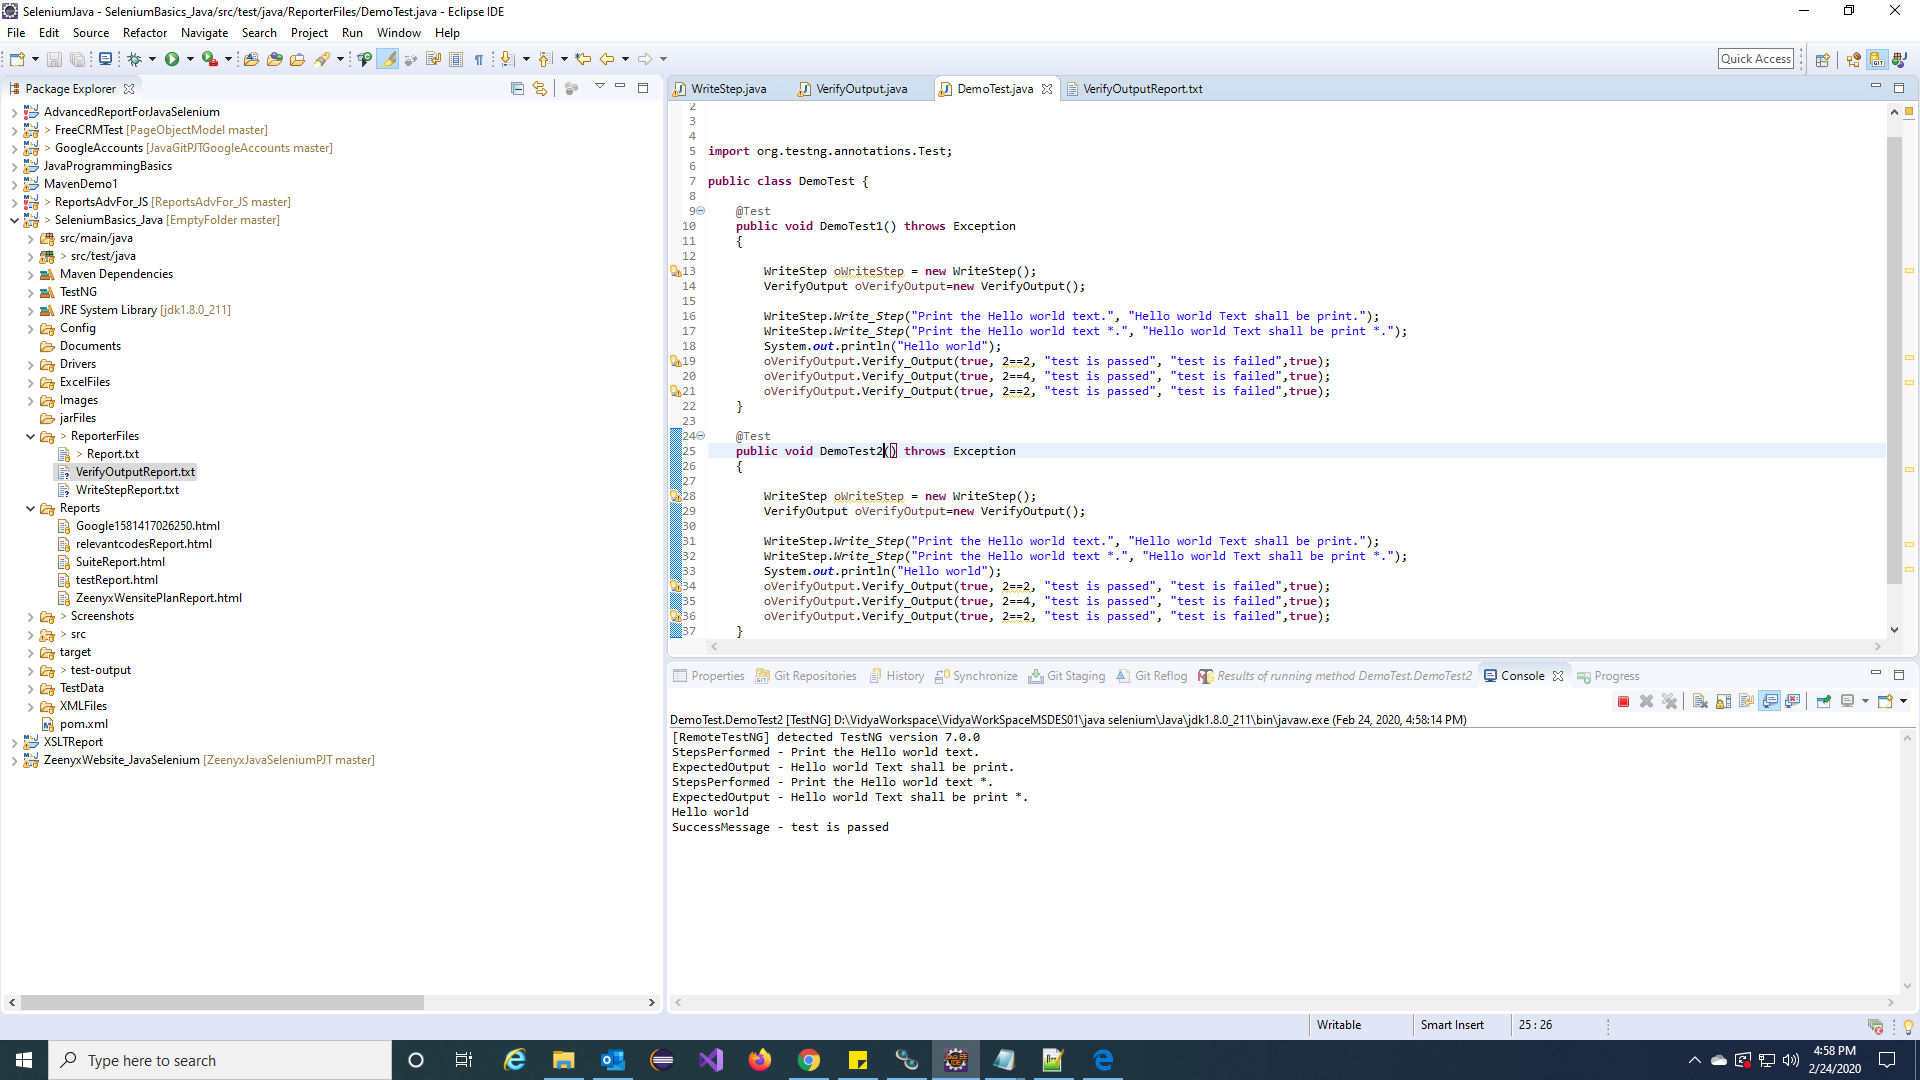 SeleniumJava - SeleniumBasics_Java/src/test/java/ReporterFiles/DemoTest.java - Eclipse IDE
File Edit Source Refactor Navigate Search Project Run Window Help
Quick Access
Package Explorer
AdvancedReportForJavaSelenium
> FreeCRMTest [PageObjectModel master]
> GoogleAccounts [JavaGitPJTGoogleAccounts master]
JavaProgrammingBasics
MavenDemo1
> ReportsAdvFor_JS [ReportsAdvFor_JS master]
> SeleniumBasics_Java [EmptyFolder master]
src/main/java
> src/test/java
Maven Dependencies
TestNG
JRE System Library [jdk1.8.0_211]
Config
Documents
Drivers
ExcelFiles
Images
jarFiles
> ReporterFiles
> Report.txt
VerifyOutputReport.txt
WriteStepReport.txt
Reports
Google1581417026250.html
relevantcodesReport.html
SuiteReport.html
testReport.html
ZeenyxWensitePlanReport.html
> Screenshots
> src
target
> test-output
TestData
XMLFiles
pom.xml
XSLTReport
ZeenyxWebsite_JavaSelenium [ZeenyxJavaSeleniumPJT master]
WriteStep.java VerifyOutput.java DemoTest.java VerifyOutputReport.txt
2
3
4
5 import org.testng.annotations.Test;
6
7 public class DemoTest {
8
9 @Test
10 public void DemoTest1() throws Exception
11 {
12
13 WriteStep oWriteStep = new WriteStep();
14 VerifyOutput oVerifyOutput=new VerifyOutput();
15
16 WriteStep.Write_Step("Print the Hello world text.", "Hello world Text shall be print.");
17 WriteStep.Write_Step("Print the Hello world text *.", "Hello world Text shall be print *.");
18 System.out.println("Hello world");
19 oVerifyOutput.Verify_Output(true, 2==2, "test is passed", "test is failed",true);
20 oVerifyOutput.Verify_Output(true, 2==4, "test is passed", "test is failed",true);
21 oVerifyOutput.Verify_Output(true, 2==2, "test is passed", "test is failed",true);
22 }
23
24 @Test
25 public void DemoTest2() throws Exception
26 {
27
28 WriteStep oWriteStep = new WriteStep();
29 VerifyOutput oVerifyOutput=new VerifyOutput();
30
31 WriteStep.Write_Step("Print the Hello world text.", "Hello world Text shall be print.");
32 WriteStep.Write_Step("Print the Hello world text *.", "Hello world Text shall be print *.");
33 System.out.println("Hello world");
34 oVerifyOutput.Verify_Output(true, 2==2, "test is passed", "test is failed",true);
35 oVerifyOutput.Verify_Output(true, 2==4, "test is passed", "test is failed",true);
36 oVerifyOutput.Verify_Output(true, 2==2, "test is passed", "test is failed",true);
37 }
Properties Git Repositories History Synchronize Git Staging Git Reflog Results of running method DemoTest.DemoTest2 Console Progress
DemoTest.DemoTest2 [TestNG] D:\VidyaWorkspace\VidyaWorkSpaceMSDES01\java selenium\Java\jdk1.8.0_211\bin\javaw.exe (Feb 24, 2020, 4:58:14 PM)
[RemoteTestNG] detected TestNG version 7.0.0
StepsPerformed - Print the Hello world text.
ExpectedOutput - Hello world Text shall be print.
StepsPerformed - Print the Hello world text *.
ExpectedOutput - Hello world Text shall be print *.
Hello world
SuccessMessage - test is passed
Writable Smart Insert 25 : 26
Type here to search
4:58 PM
2/24/2020